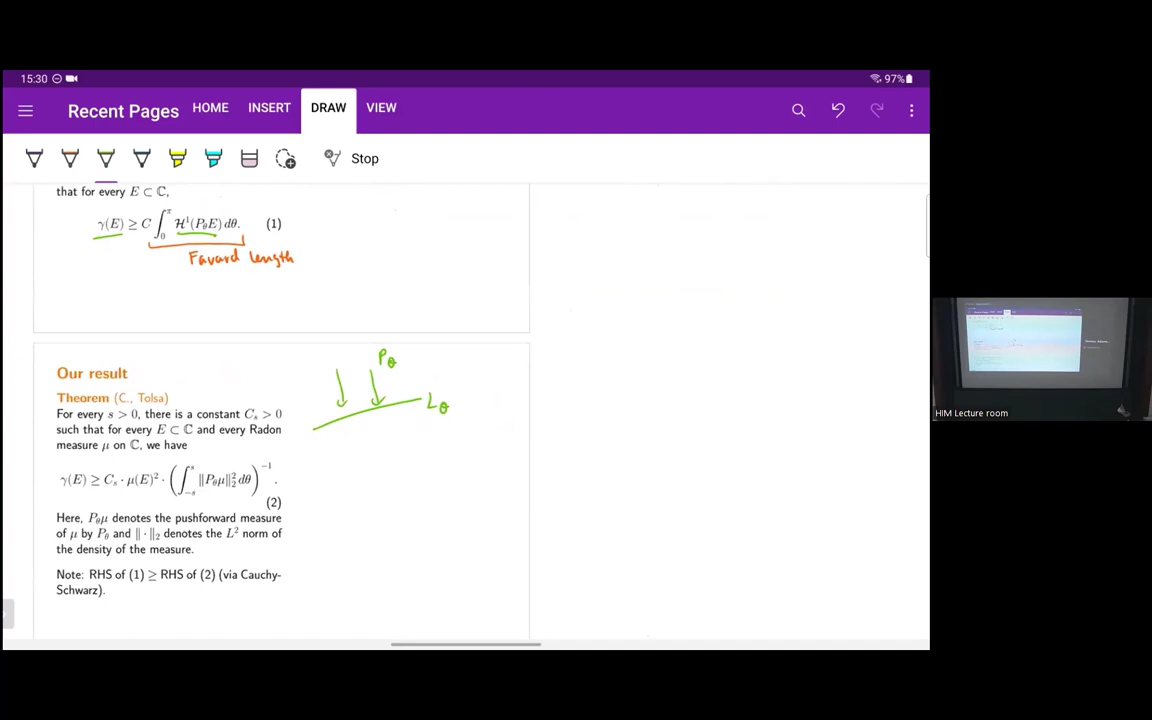 15:30
97%
Recent Pages
HOME
INSERT
DRAW
VIEW
Stop
that for every E ⊂ ℂ,
γ(E) ≥ C ∫_0^π ℋ¹(P_θE) dθ. (1)
Favard length
Our result
Theorem (C., Tolsa)
For every s > 0, there is a constant C_s > 0
such that for every E ⊂ ℂ and every Radon
measure μ on ℂ, we have
γ(E) ≥ C_s · μ(E)² · (∫_{-s}^s ‖P_θμ‖_2^2 dθ)^{-1}.
(2)
Here, P_θμ denotes the pushforward measure
of μ by P_θ and ‖ · ‖_2 denotes the L² norm of
the density of the measure.
Note: RHS of (1) ≥ RHS of (2) (via Cauchy-
Schwarz).
P_θ
L_θ
HIM Lecture room